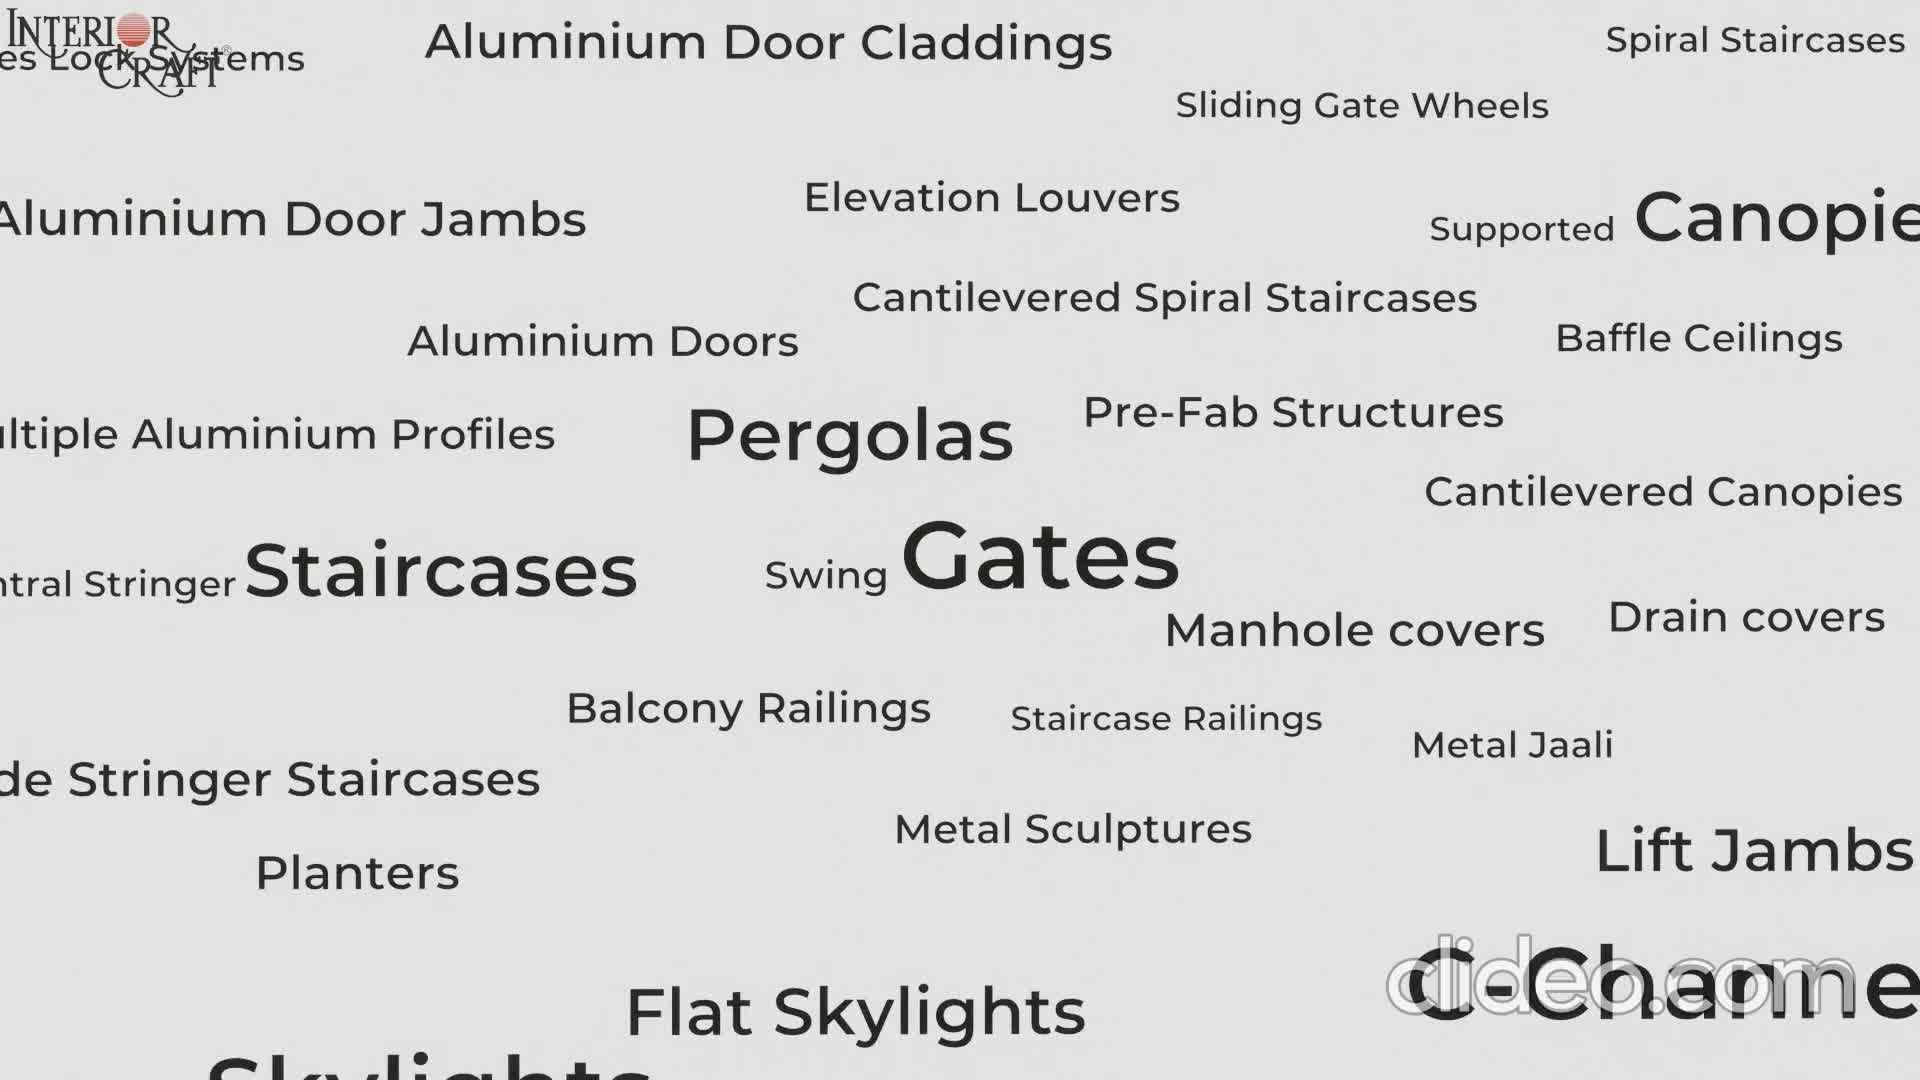 INTERIOR
CRAFT®
es Lock Systems
Aluminium Door Claddings
Spiral Staircases
Sliding Gate Wheels
Aluminium Door Jambs
Elevation Louvers
Supported Canopie
Cantilevered Spiral Staircases
Aluminium Doors
Baffle Ceilings
ultiple Aluminium Profiles
Pergolas
Pre-Fab Structures
Cantilevered Canopies
ntral Stringer Staircases
Swing Gates
Manhole covers
Drain covers
Balcony Railings
Staircase Railings
Metal Jaali
de Stringer Staircases
Metal Sculptures
Lift Jambs
Planters
C-Channe
clideo.com
Flat Skylights
Skylights